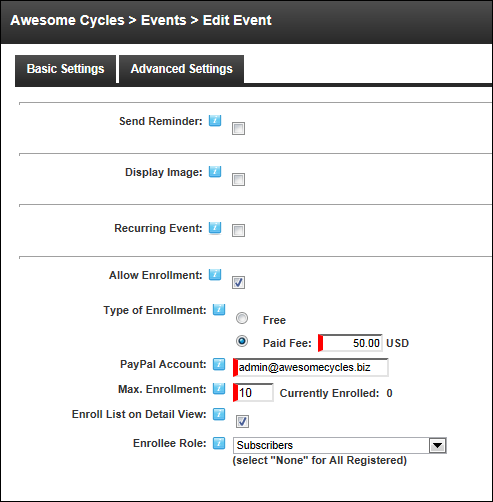 Awesome Cycles > Events > Edit Event
Basic Settings Advanced Settings
Send Reminder: i
Display Image: i
Recurring Event: i
Allow Enrollment: i
Type of Enrollment: i Free
Paid Fee: 50.00 USD
PayPal Account: i admin@awesomecycles.biz
Max. Enrollment: i 10 Currently Enrolled: 0
Enroll List on Detail View: i
Enrollee Role: i Subscribers
(select "None" for All Registered)